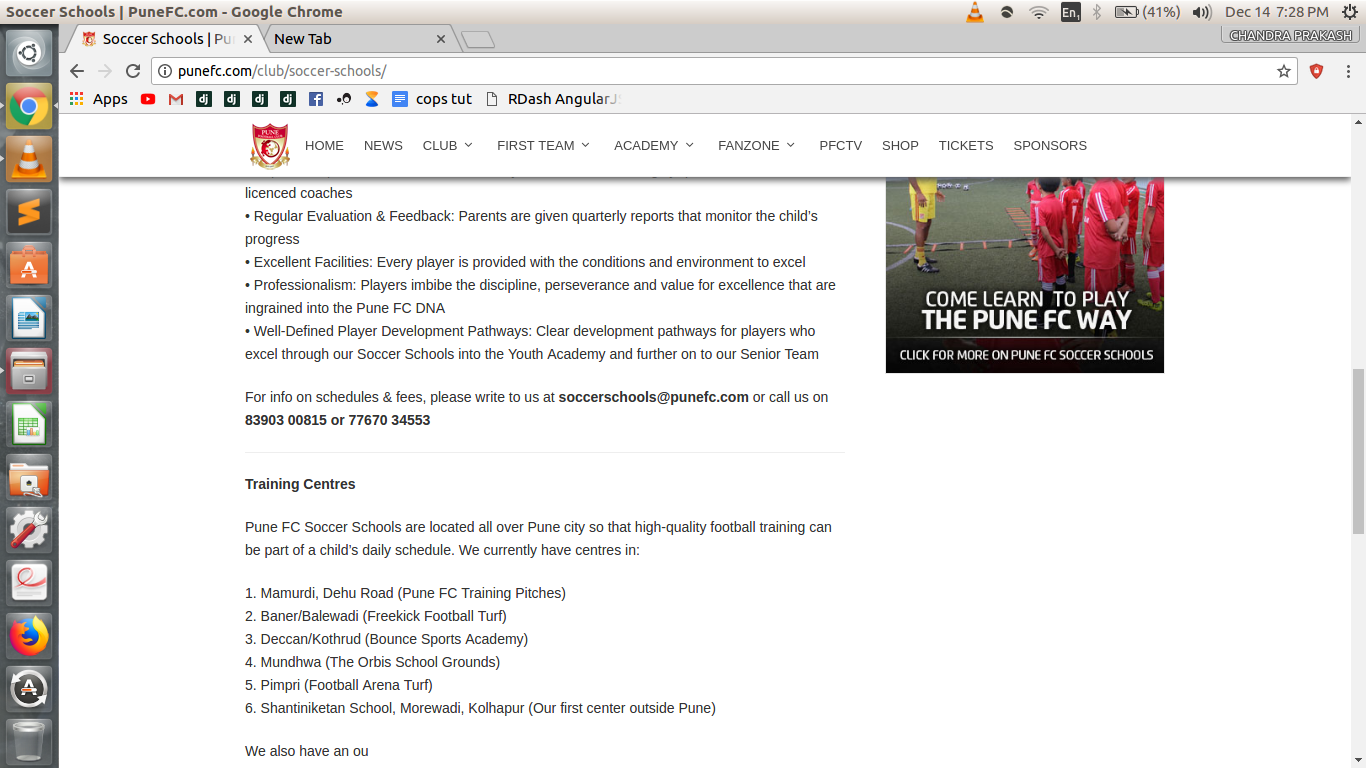 Soccer Schools | PuneFC.com - Google Chrome
En1
(41%)
Dec 14 7:28 PM
CHANDRA PRAKASH
Soccer Schools | Pu
New Tab
punefc.com/club/soccer-schools/
Apps
dj
dj
dj
dj
cops tut
RDash AngularJS
PUNE
HOME
NEWS
CLUB
FIRST TEAM
ACADEMY
FANZONE
PFCTV
SHOP
TICKETS
SPONSORS
licenced coaches
• Regular Evaluation & Feedback: Parents are given quarterly reports that monitor the child's
progress
• Excellent Facilities: Every player is provided with the conditions and environment to excel
• Professionalism: Players imbibe the discipline, perseverance and value for excellence that are
ingrained into the Pune FC DNA
• Well-Defined Player Development Pathways: Clear development pathways for players who
excel through our Soccer Schools into the Youth Academy and further on to our Senior Team
For info on schedules & fees, please write to us at soccerschools@punefc.com or call us on
83903 00815 or 77670 34553
Training Centres
Pune FC Soccer Schools are located all over Pune city so that high-quality football training can
be part of a child's daily schedule. We currently have centres in:
1. Mamurdi, Dehu Road (Pune FC Training Pitches)
2. Baner/Balewadi (Freekick Football Turf)
3. Deccan/Kothrud (Bounce Sports Academy)
4. Mundhwa (The Orbis School Grounds)
5. Pimpri (Football Arena Turf)
6. Shantiniketan School, Morewadi, Kolhapur (Our first center outside Pune)
We also have an ou
COME LEARN TO PLAY
THE PUNE FC WAY
CLICK FOR MORE ON PUNE FC SOCCER SCHOOLS